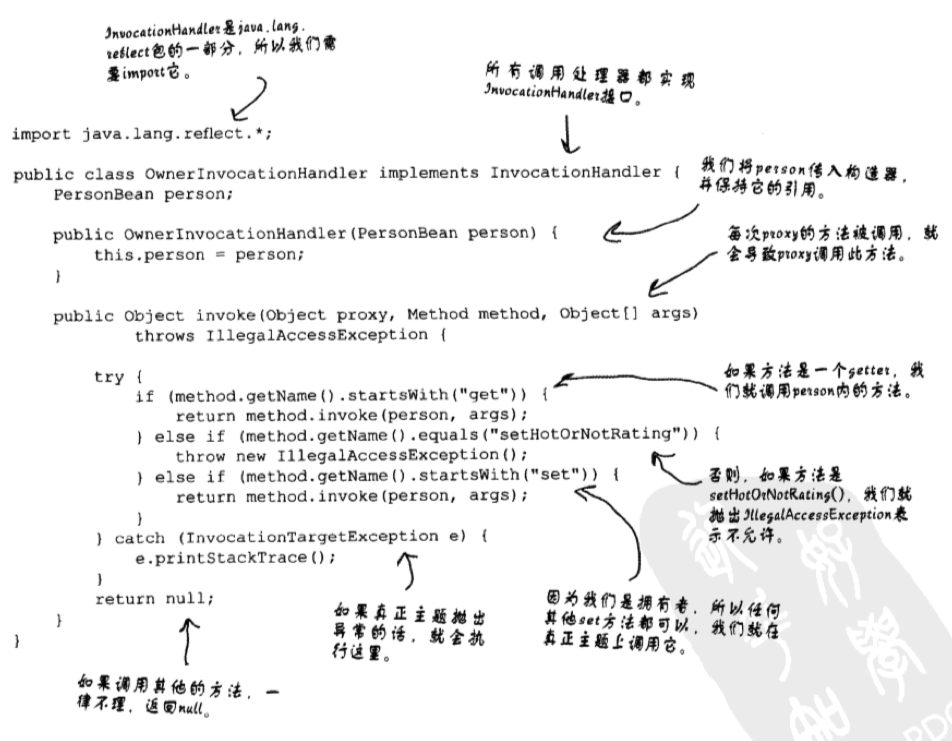 InvocationHandler是java.lang.
reflect包的一部分，所以我们需
要import它。
所有调用处理器都实现
InvocationHandler接口。
import java.lang.reflect.*;
public class OwnerInvocationHandler implements InvocationHandler {
我们将person传入构造器，
并保持它的引用。
PersonBean person;
public OwnerInvocationHandler(PersonBean person) {
this.person = person;
}
每次proxy的方法被调用，就
会导致proxy调用此方法。
public Object invoke(Object proxy, Method method, Object[] args)
throws IllegalAccessException {
try {
如果方法是一个getter，我
们就调用person内的方法。
if (method.getName().startsWith("get")) {
return method.invoke(person, args);
} else if (method.getName().equals("setHotOrNotRating")) {
throw new IllegalAccessException();
} else if (method.getName().startsWith("set")) {
return method.invoke(person, args);
}
否则，如果方法是
setHotOrNotRating()，我们就
抛出IllegalAccessException表
示不允许。
} catch (InvocationTargetException e) {
e.printStackTrace();
}
return null;
}
}
如果真正主题抛出
异常的话，就会执
行这里。
因为我们是拥有者，所以任何
其他set方法都可以，我们就在
真正主题上调用它。
如果调用其他的方法，一
律不理，返回null。
PDG